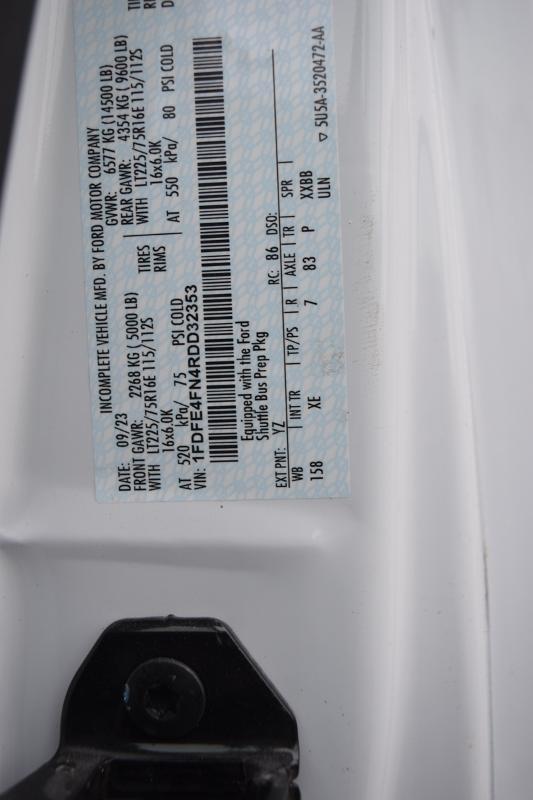 INCOMPLETE VEHICLE MFD. BY FORD MOTOR COMPANY
DATE: 09/23 GVWR: 6577 KG (14500 LB)
FRONT GAWR: 2268 KG ( 5000 LB) REAR GAWR: 4354 KG ( 9600 LB)
WITH LT225/75R16E 115/112S TIRES WITH LT225/75R16E 115/112S
16x6.0K RIMS 16x6.0K
AT 520 kPa/ 75 PSI COLD AT 550 kPa/ 80 PSI COLD
VIN: 1FDFE4FN4RDD32353
Equipped with the Ford
Shuttle Bus Prep Pkg
EXT PNT: YZ RC: 86 DSO:
WB INT TR TP/PS R AXLE TR SPR
158 XE 7 83 P XXBB
ULN
▽ 5U5A-3520472-AA